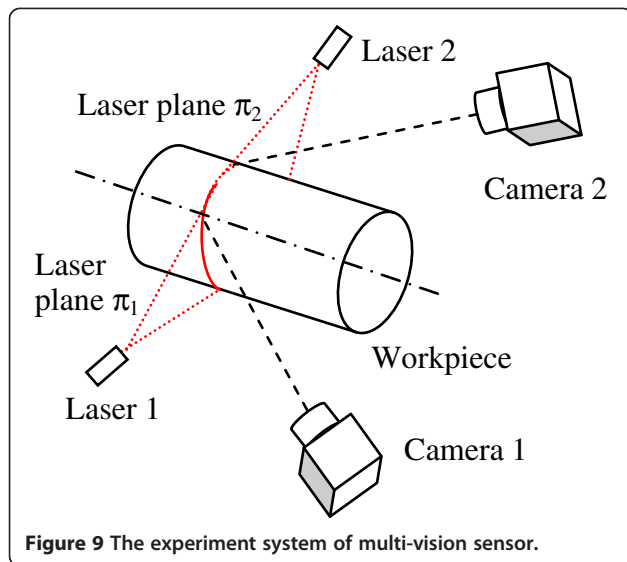 Laser 2
Laser plane π₂
Camera 2
Laser
plane π₁
Workpiece
Laser 1
Camera 1
Figure 9 The experiment system of multi-vision sensor.